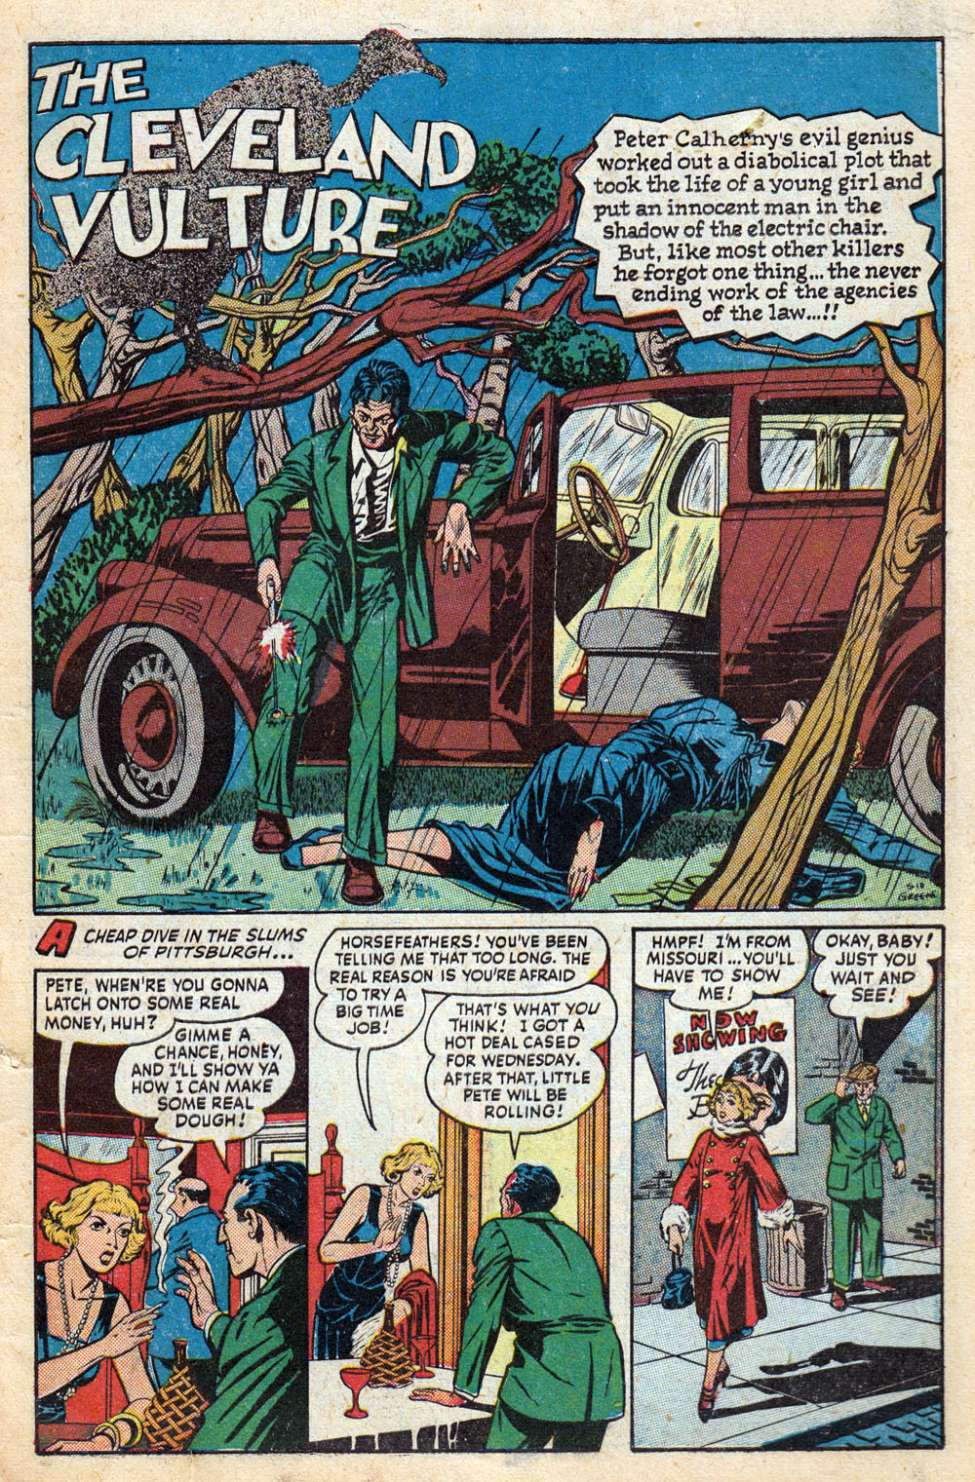 THE
CLEVELAND
VULTURE
Peter Calherny's evil genius
worked out a diabolical plot that
took the life of a young girl and
put an innocent man in the
shadow of the electric chair.
But, like most other killers
he forgot one thing... the never
ending work of the agencies
of the law...!!
A CHEAP DIVE IN THE SLUMS
OF PITTSBURGH...
PETE, WHEN'RE YOU GONNA
LATCH ONTO SOME REAL
MONEY, HUH?
GIMME A
CHANCE, HONEY,
AND I'LL SHOW YA
HOW I CAN MAKE
SOME REAL
DOUGH!
HORSEFEATHERS! YOU'VE BEEN
TELLING ME THAT TOO LONG. THE
REAL REASON IS YOU'RE AFRAID
TO TRY A
BIG TIME
JOB!
THAT'S WHAT YOU
THINK! I GOT A
HOT DEAL CASED
FOR WEDNESDAY.
AFTER THAT, LITTLE
PETE WILL BE
ROLLING!
HMPF! I'M FROM
MISSOURI...YOU'LL
HAVE TO SHOW
ME!
OKAY, BABY!
JUST YOU
WAIT AND
SEE!
NOW
SHOWING
The
B